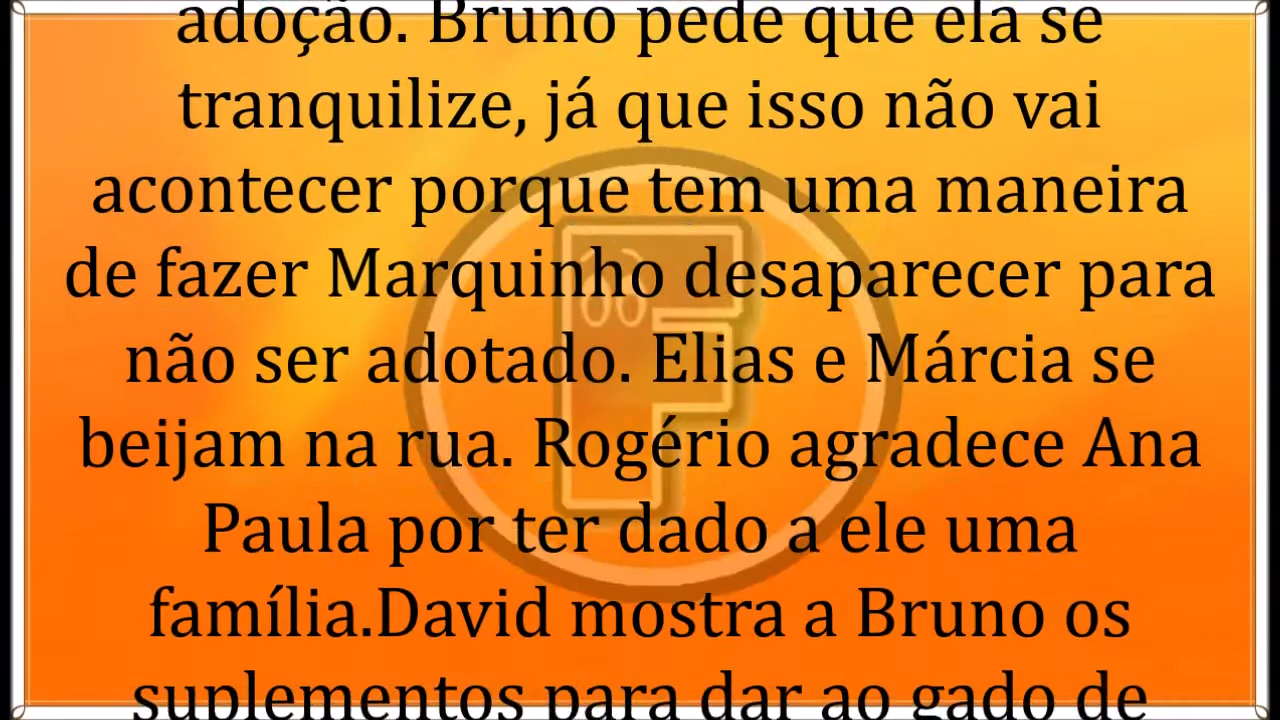 adoção. Bruno pede que ela se
tranquilize, já que isso não vai
acontecer porque tem uma maneira
de fazer Marquinho desaparecer para
não ser adotado. Elias e Márcia se
beijam na rua. Rogério agradece Ana
Paula por ter dado a ele uma
família.David mostra a Bruno os
suplementos para dar ao gado de